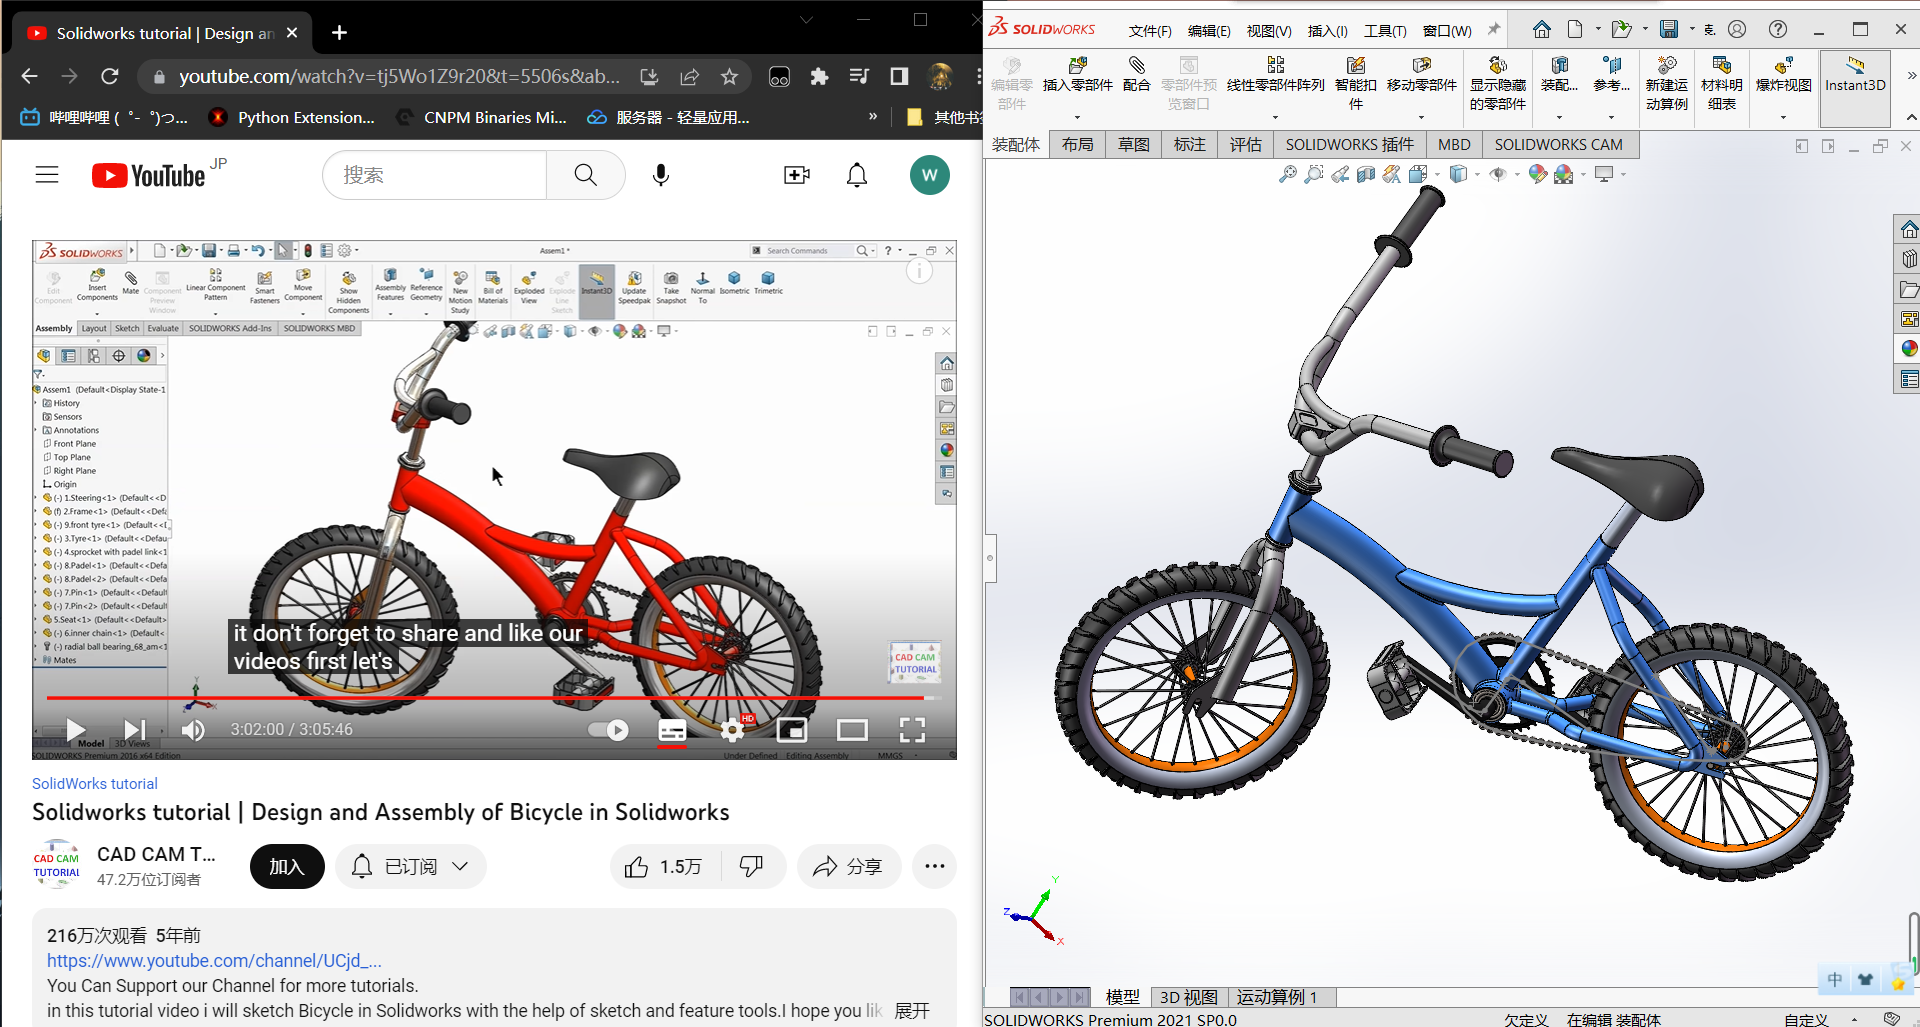 Solidworks tutorial | Design an
youtube.com/watch?v=tj5Wo1Z9r20&t=5506s&ab...
哔哩哔哩 (゜-゜)つ...
Python Extension...
CNPM Binaries Mi...
服务器 - 轻量应用...
»
其他书签
YouTube JP
搜索
W
SOLIDWORKS
Assem1 *
Search Commands
Edit Component
Insert Components
Mate
Component Preview Window
Linear Component Pattern
Smart Fasteners
Move Component
Show Hidden Components
Assembly Features
Reference Geometry
New Motion Study
Bill of Materials
Exploded View
Explode Line Sketch
Instant3D
Update Speedpak
Take Snapshot
Normal To
Isometric
Trimetric
Assembly
Layout
Sketch
Evaluate
SOLIDWORKS Add-Ins
SOLIDWORKS MBD
Assem1 (Default<Display State-1
History
Sensors
Annotations
Front Plane
Top Plane
Right Plane
Origin
(-) 1.Steering<1> (Default<<D
(f) 2.Frame<1> (Default<<Defa
(-) 9.front tyre<1> (Default<<
(-) 3.Tyre<1> (Default<<Defau
(-) 4.sprocket with padel link<1
(-) 8.Padel<1> (Default<<Defa
(-) 8.Padel<2> (Default<<Defa
(-) 7.Pin<1> (Default<<Default
(-) 7.Pin<2> (Default<<Default
5.Seat<1> (Default<<Default
(-) 6.inner chain<1> (Default<
(-) radial ball bearing_68_am<1
Mates
it don't forget to share and like our
videos first let's
CAD CAM
TUTORIAL
3:02:00 / 3:05:46
HD
Model
3D Views
SOLIDWORKS Premium 2016 x64 Edition
Under Defined
Editing Assembly
MMGS
SolidWorks tutorial
Solidworks tutorial | Design and Assembly of Bicycle in Solidworks
CAD CAM
TUTORIAL
CAD CAM T...
47.2万位订阅者
加入
已订阅
1.5万
分享
216万次观看 5年前
https://www.youtube.com/channel/UCjd_...
You Can Support our Channel for more tutorials.
in this tutorial video i will sketch Bicycle in Solidworks with the help of sketch and feature tools.I hope you lik 展开
SOLIDWORKS
文件(F)
编辑(E)
视图(V)
插入(I)
工具(T)
窗口(W)
编辑零部件
插入零部件
配合
零部件预览窗口
线性零部件阵列
智能扣件
移动零部件
显示隐藏的零部件
装配...
参考...
新建运动算例
材料明细表
爆炸视图
Instant3D
»
装配体
布局
草图
标注
评估
SOLIDWORKS 插件
MBD
SOLIDWORKS CAM
Y
Z
X
中
模型
3D 视图
运动算例 1
SOLIDWORKS Premium 2021 SP0.0
欠定义
在编辑 装配体
自定义